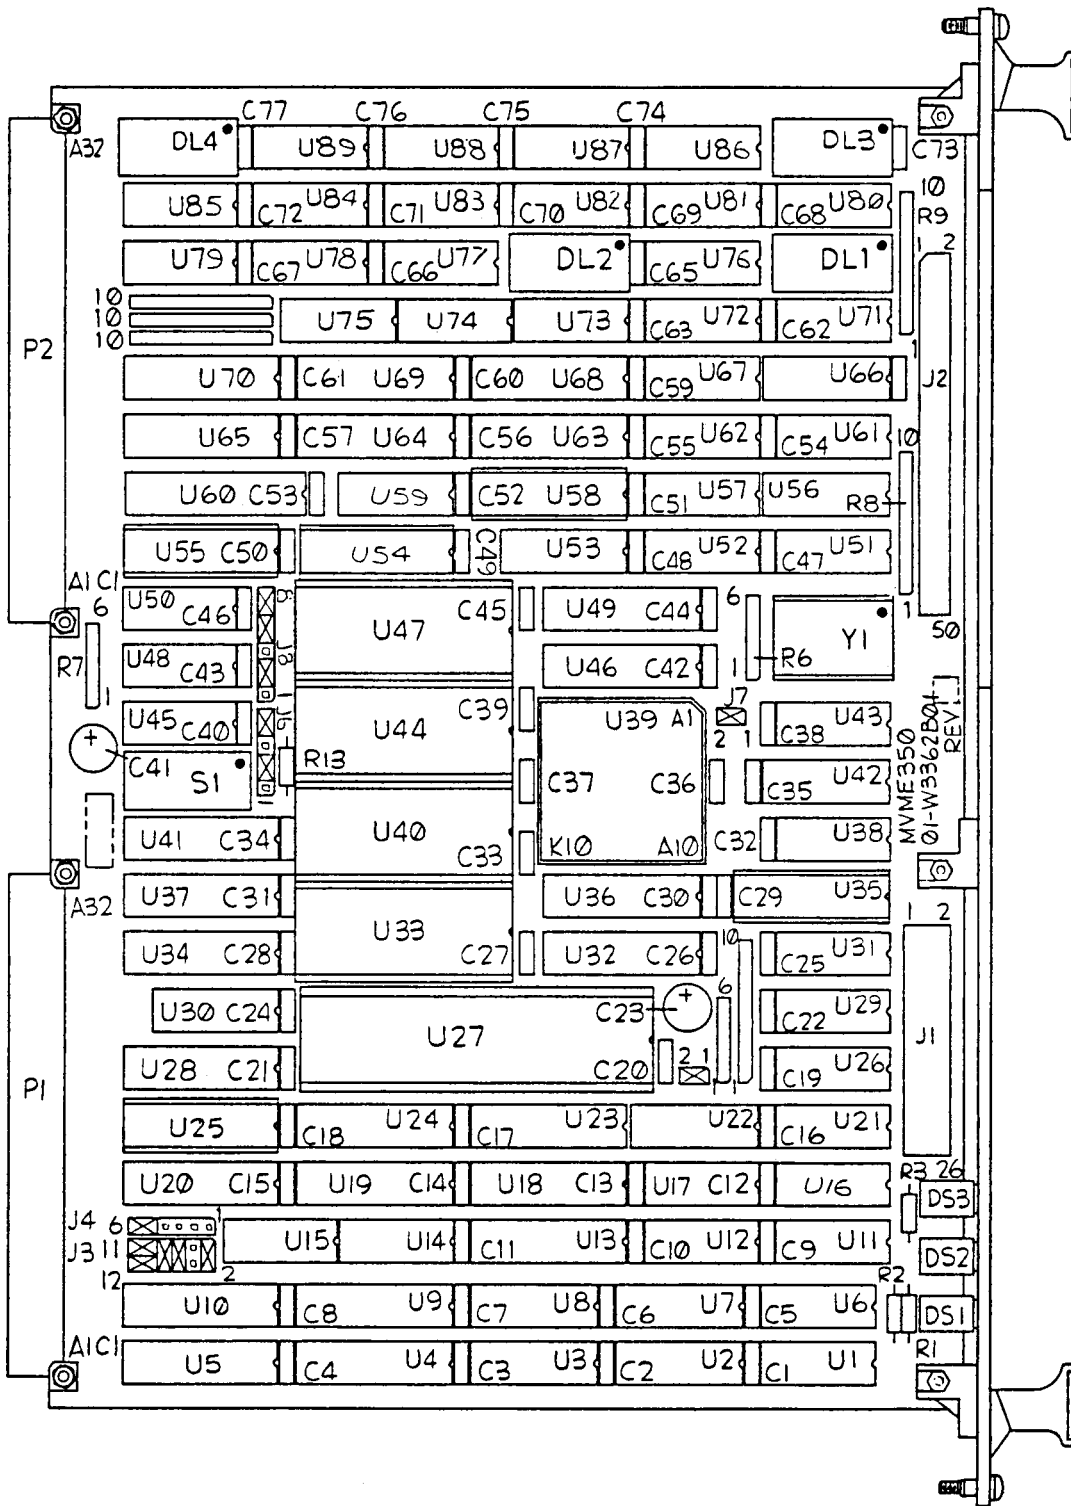 C77 C76 C75 C74
A32 DL4 U89 U88 U87 U86 DL3 C73
U85 C72 U84 C71 U83 C70 U82 C69 U81 C68 U80 10 R9
U79 C67 U78 C66 U77 DL2 C65 U76 DL1 1 2
10
10
10
U75 U74 U73 C63 U72 C62 U71 1
P2
U70 C61 U69 C60 U68 C59 U67 U66 J2
U65 C57 U64 C56 U63 C55 U62 C54 U61 10
U60 C53 U59 C52 U58 C51 U57 U56 R8
U55 C50 U54 C49 U53 C48 U52 C47 U51
A1 C1
6 U50 C46 8 U47 C45 U49 C44 6 Y1 1 50
R7 U48 C43 J8 U46 C42 1 R6
1 1 J7
U45 C40 J6 U44 C39 U39 A1 2 1 C38 U43
+ C41 S1 1 R13 C37 C36 C35 U42
MVME350
01-W3362B01
REV
U41 C34 U40 C33 K10 A10 C32 U38
A32 U37 C31 U36 C30 C29 U35 1 2
U34 C28 U33 C27 U32 C26 10 C25 U31
U30 C24 U27 C23 + 6 C22 U29 J1
U28 C21 C20 2 1 1 1 C19 U26
P1
U25 C18 U24 C17 U23 U22 C16 U21
U20 C15 U19 C14 U18 C13 U17 C12 U16 R3 26 DS3
J4 6 1
J3 11 U15 U14 C11 U13 C10 U12 C9 U11 DS2
12 2 R2
U10 C8 U9 C7 U8 C6 U7 C5 U6 DS1
A1 C1 U5 C4 U4 C3 U3 C2 U2 C1 U1 R1